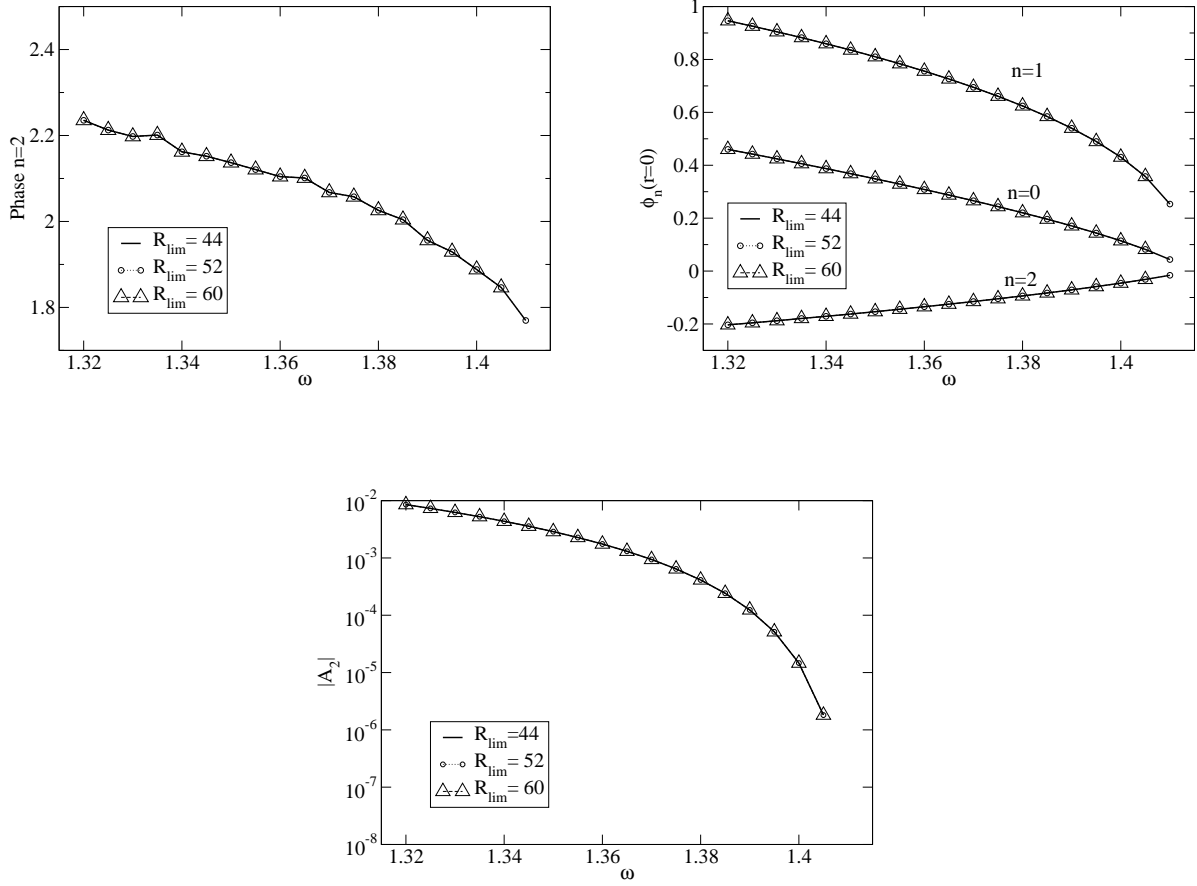 2.4
2.2
2
1.8
Phase n=2
R_lim= 44
R_lim= 52
R_lim= 60
1.32 1.34 1.36 1.38 1.4
ω
1
0.8
0.6
0.4
0.2
0
-0.2
ϕ_n(r=0)
n=1
n=0
n=2
R_lim= 44
R_lim= 52
R_lim= 60
1.32 1.34 1.36 1.38 1.4
ω
10^-2
10^-3
10^-4
10^-5
10^-6
10^-7
10^-8
|A_2|
R_lim=44
R_lim= 52
R_lim= 60
1.32 1.34 1.36 1.38 1.4
ω